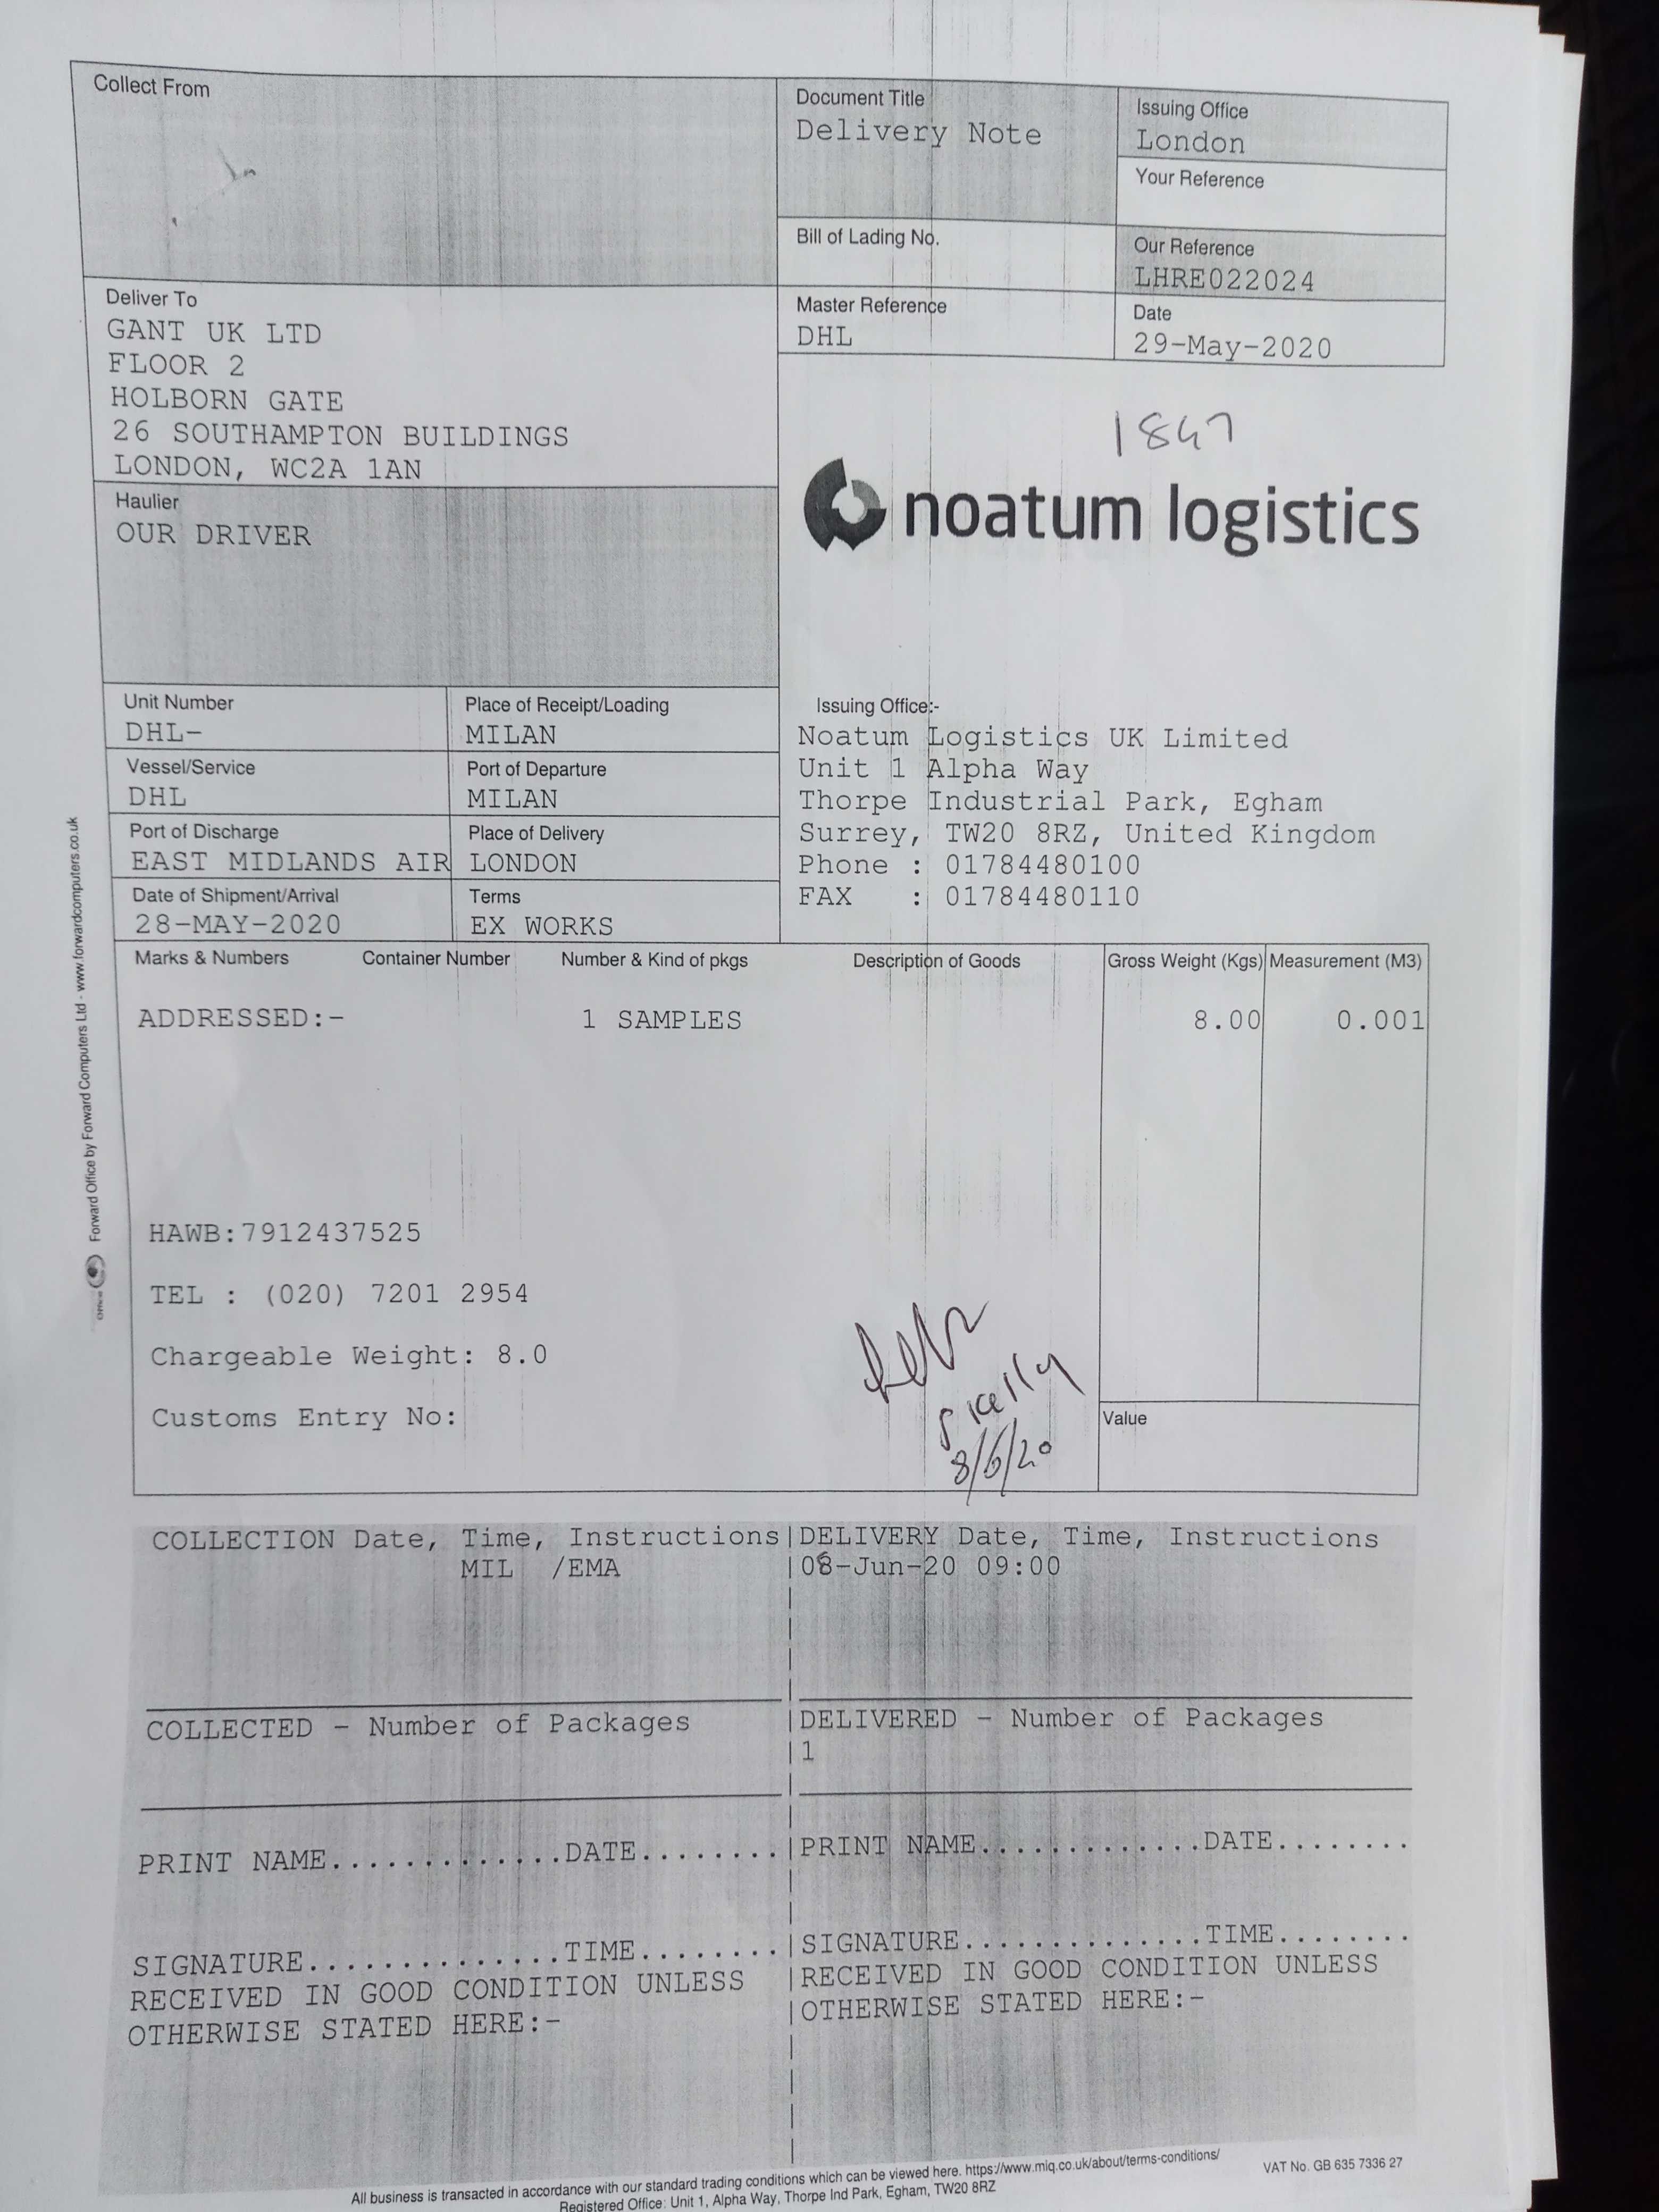 Collect From
Document Title
Delivery Note
Issuing Office
London
Your Reference
Bill of Lading No.
Our Reference
LHRE022024
Deliver To
GANT UK LTD
FLOOR 2
HOLBORN GATE
26 SOUTHAMPTON BUILDINGS
LONDON, WC2A 1AN
Master Reference
DHL
Date
29-May-2020
1847
noatum logistics
Haulier
OUR DRIVER
Unit Number
DHL-
Place of Receipt/Loading
MILAN
Vessel/Service
DHL
Port of Departure
MILAN
Port of Discharge
EAST MIDLANDS AIR
Place of Delivery
LONDON
Date of Shipment/Arrival
28-MAY-2020
Terms
EX WORKS
Issuing Office:-
Noatum Logistics UK Limited
Unit 1 Alpha Way
Thorpe Industrial Park, Egham
Surrey, TW20 8RZ, United Kingdom
Phone : 01784480100
FAX : 01784480110
Marks & Numbers Container Number Number & Kind of pkgs Description of Goods Gross Weight (Kgs) Measurement (M3)
ADDRESSED:- 1 SAMPLES 8.00 0.001
HAWB:7912437525
TEL : (020) 7201 2954
Chargeable Weight: 8.0
Customs Entry No:
Kelly
8/6/20
Value
COLLECTION Date, Time, Instructions
MIL /EMA
DELIVERY Date, Time, Instructions
08-Jun-20 09:00
COLLECTED - Number of Packages
DELIVERED - Number of Packages
1
PRINT NAME.............DATE........
SIGNATURE..............TIME........
RECEIVED IN GOOD CONDITION UNLESS
OTHERWISE STATED HERE:-
PRINT NAME.............DATE........
SIGNATURE..............TIME........
RECEIVED IN GOOD CONDITION UNLESS
OTHERWISE STATED HERE:-
All business is transacted in accordance with our standard trading conditions which can be viewed here. https://www.miq.co.uk/about/terms-conditions/
VAT No. GB 635 7336 27
Registered Office: Unit 1, Alpha Way, Thorpe Ind Park, Egham, TW20 8RZ
Forward Office by Forward Computers Ltd - www.forwardcomputers.co.uk